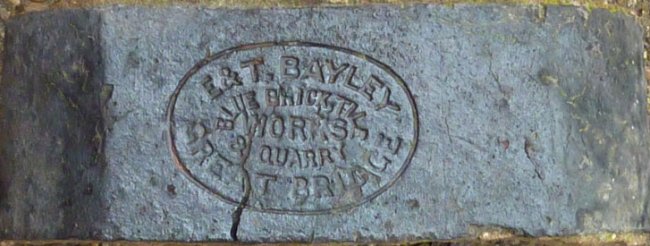 E & T. BAYLEY
BLUE BRICK
WORKS
QUARRY
GREAT BRIDGE